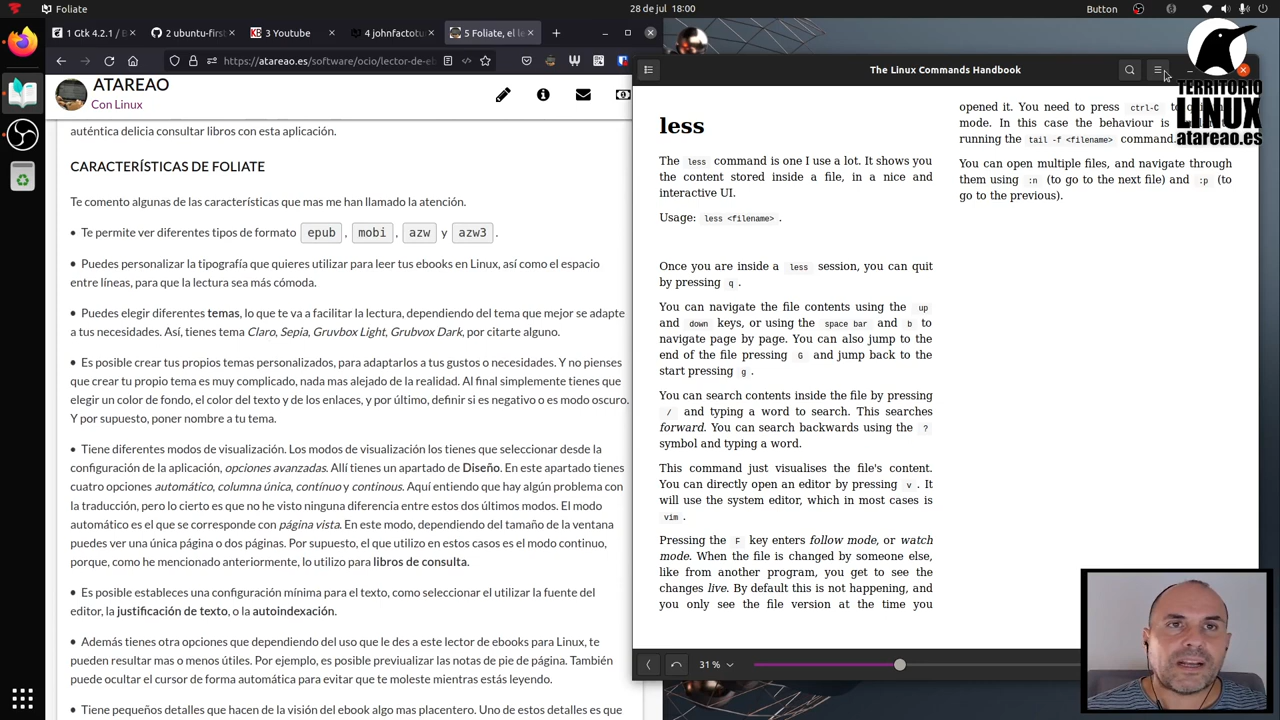 Foliate
28 de jul 18:00
Button
1 Gtk 4.2.1 / B
2 ubuntu-first
3 Youtube
4 johnfactotum
5 Foliate, el le
https://atareao.es/software/ocio/lector-de-e
ATAREAO
Con Linux
auténtica delicia consultar libros con esta aplicación.
CARACTERÍSTICAS DE FOLIATE
Te comento algunas de las características que mas me han llamado la atención.
• Te permite ver diferentes tipos de formato epub , mobi , azw y azw3 .
• Puedes personalizar la tipografía que quieres utilizar para leer tus ebooks en Linux, así como el espacio
entre líneas, para que la lectura sea más cómoda.
• Puedes elegir diferentes temas, lo que te va a facilitar la lectura, dependiendo del tema que mejor se adapte
a tus necesidades. Así, tienes tema Claro, Sepia, Gruvbox Light, Grubvox Dark, por citarte alguno.
• Es posible crear tus propios temas personalizados, para adaptarlos a tus gustos o necesidades. Y no pienses
que crear tu propio tema es muy complicado, nada mas alejado de la realidad. Al final simplemente tienes que
elegir un color de fondo, el color del texto y de los enlaces, y por último, definir si es negativo o es modo oscuro.
Y por supuesto, poner nombre a tu tema.
• Tiene diferentes modos de visualización. Los modos de visualización los tienes que seleccionar desde la
configuración de la aplicación, opciones avanzadas. Allí tienes un apartado de Diseño. En este apartado tienes
cuatro opciones automático, columna única, contínuo y continous. Aquí entiendo que hay algún problema con
la traducción, pero lo cierto es que no he visto ninguna diferencia entre estos dos últimos modos. El modo
automático es el que se corresponde con página vista. En este modo, dependiendo del tamaño de la ventana
puedes ver una única página o dos páginas. Por supuesto, el que utilizo en estos casos es el modo continuo,
porque, como he mencionado anteriormente, lo utilizo para libros de consulta.
• Es posible estableces una configuración mínima para el texto, como seleccionar el utilizar la fuente del
editor, la justificación de texto, o la autoindexación.
• Además tienes otra opciones que dependiendo del uso que le des a este lector de ebooks para Linux, te
pueden resultar mas o menos útiles. Por ejemplo, es posible previualizar las notas de pie de página. También
puede ocultar el cursor de forma automática para evitar que te moleste mientras estás leyendo.
• Tiene pequeños detalles que hacen de la visión del ebook algo mas placentero. Uno de estos detalles es que
The Linux Commands Handbook
less
The less command is one I use a lot. It shows you
the content stored inside a file, in a nice and
interactive UI.
Usage: less <filename> .
Once you are inside a less session, you can quit
by pressing q .
You can navigate the file contents using the up
and down keys, or using the space bar and b to
navigate page by page. You can also jump to the
end of the file pressing G and jump back to the
start pressing g .
You can search contents inside the file by pressing
/ and typing a word to search. This searches
forward. You can search backwards using the ?
symbol and typing a word.
This command just visualises the file's content.
You can directly open an editor by pressing v . It
will use the system editor, which in most cases is
vim .
Pressing the F key enters follow mode, or watch
mode. When the file is changed by someone else,
like from another program, you get to see the
changes live. By default this is not happening, and
you only see the file version at the time you
opened it. You need to press ctrl-C to
mode. In this case the behaviour is
running the tail -f <filename> command.
You can open multiple files, and navigate through
them using :n (to go to the next file) and :p (to
go to the previous).
31 %
TERRITORIO
LINUX
atareao.es